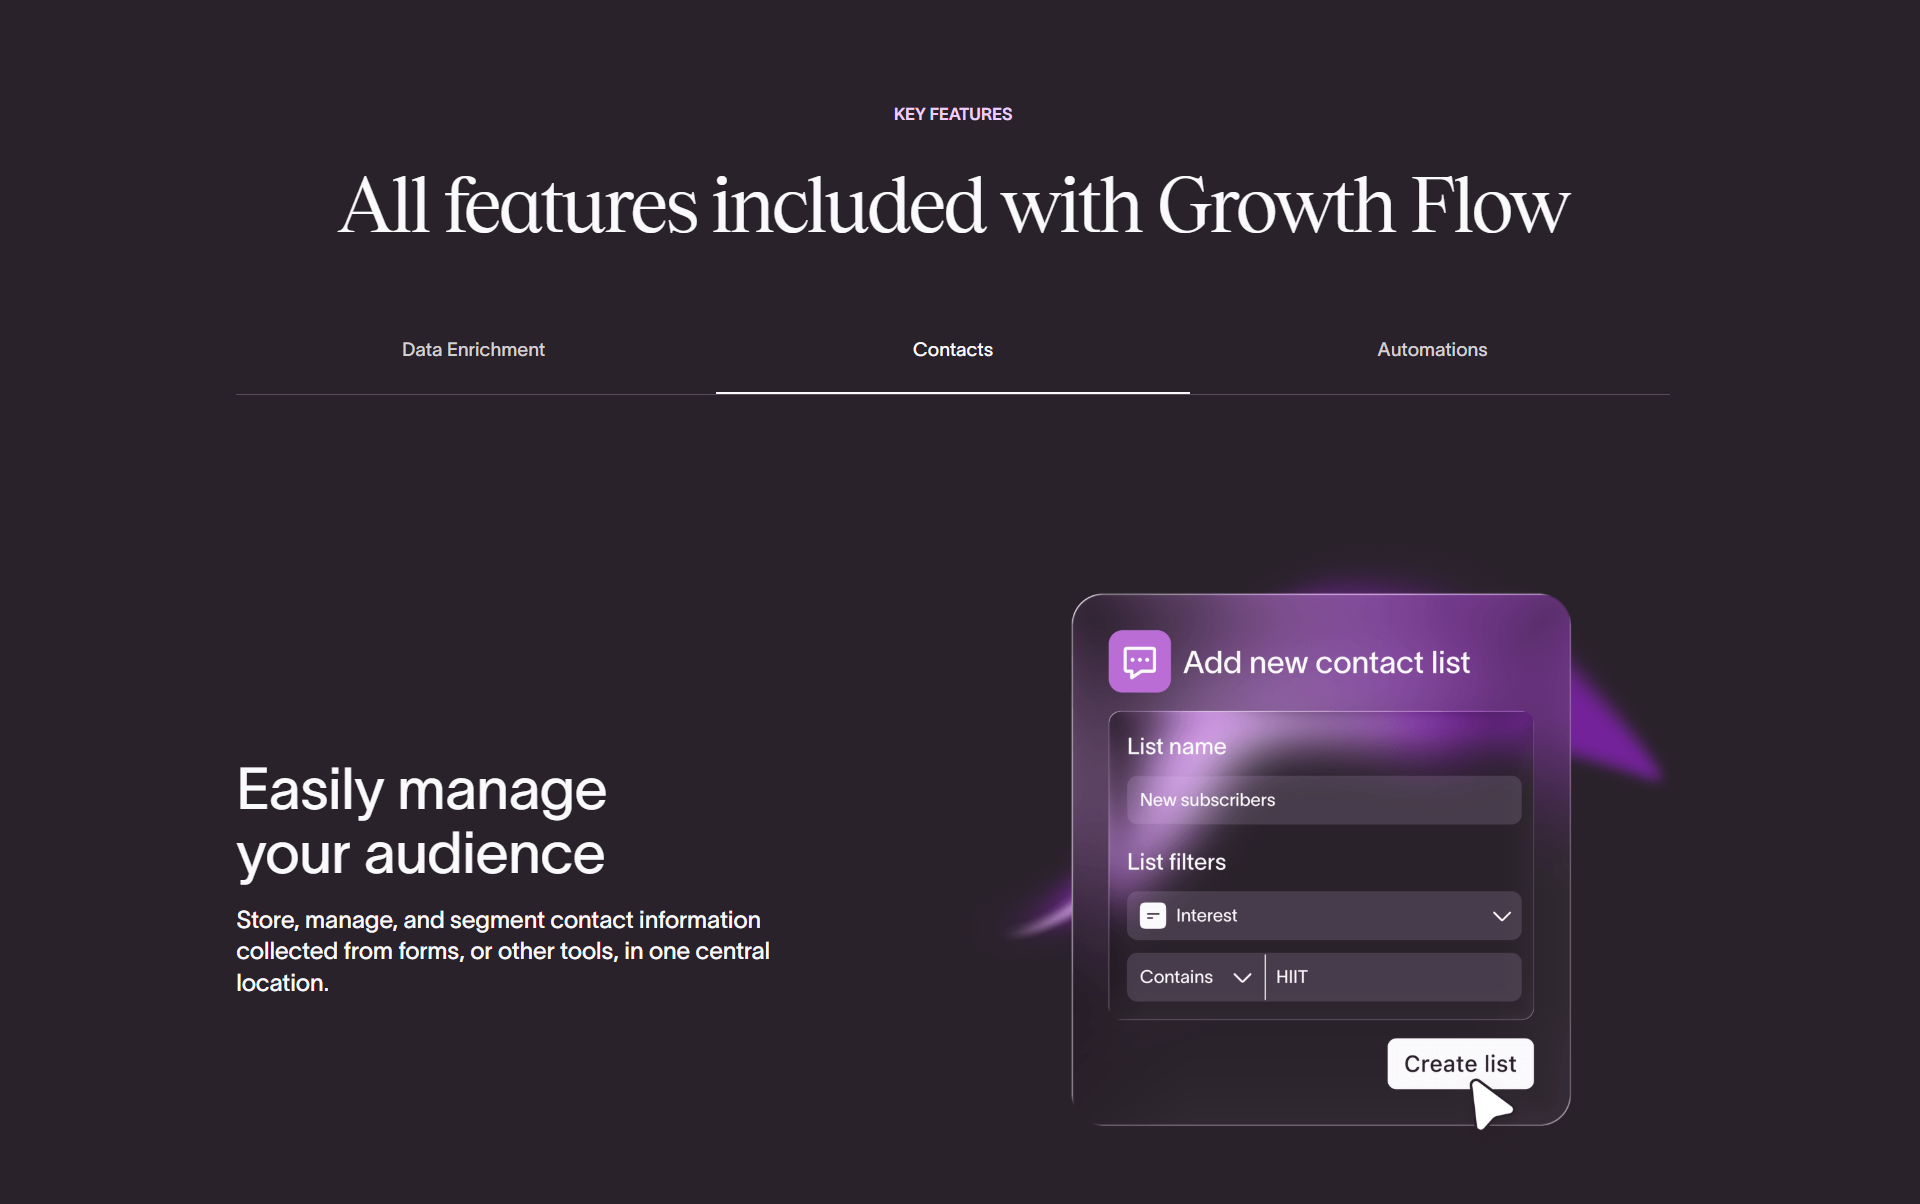 KEY FEATURES
All features included with Growth Flow
Data Enrichment
Contacts
Automations
Easily manage
your audience
Store, manage, and segment contact information
collected from forms, or other tools, in one central
location.
Add new contact list
List name
New subscribers
List filters
Interest
Contains
HIIT
Create list